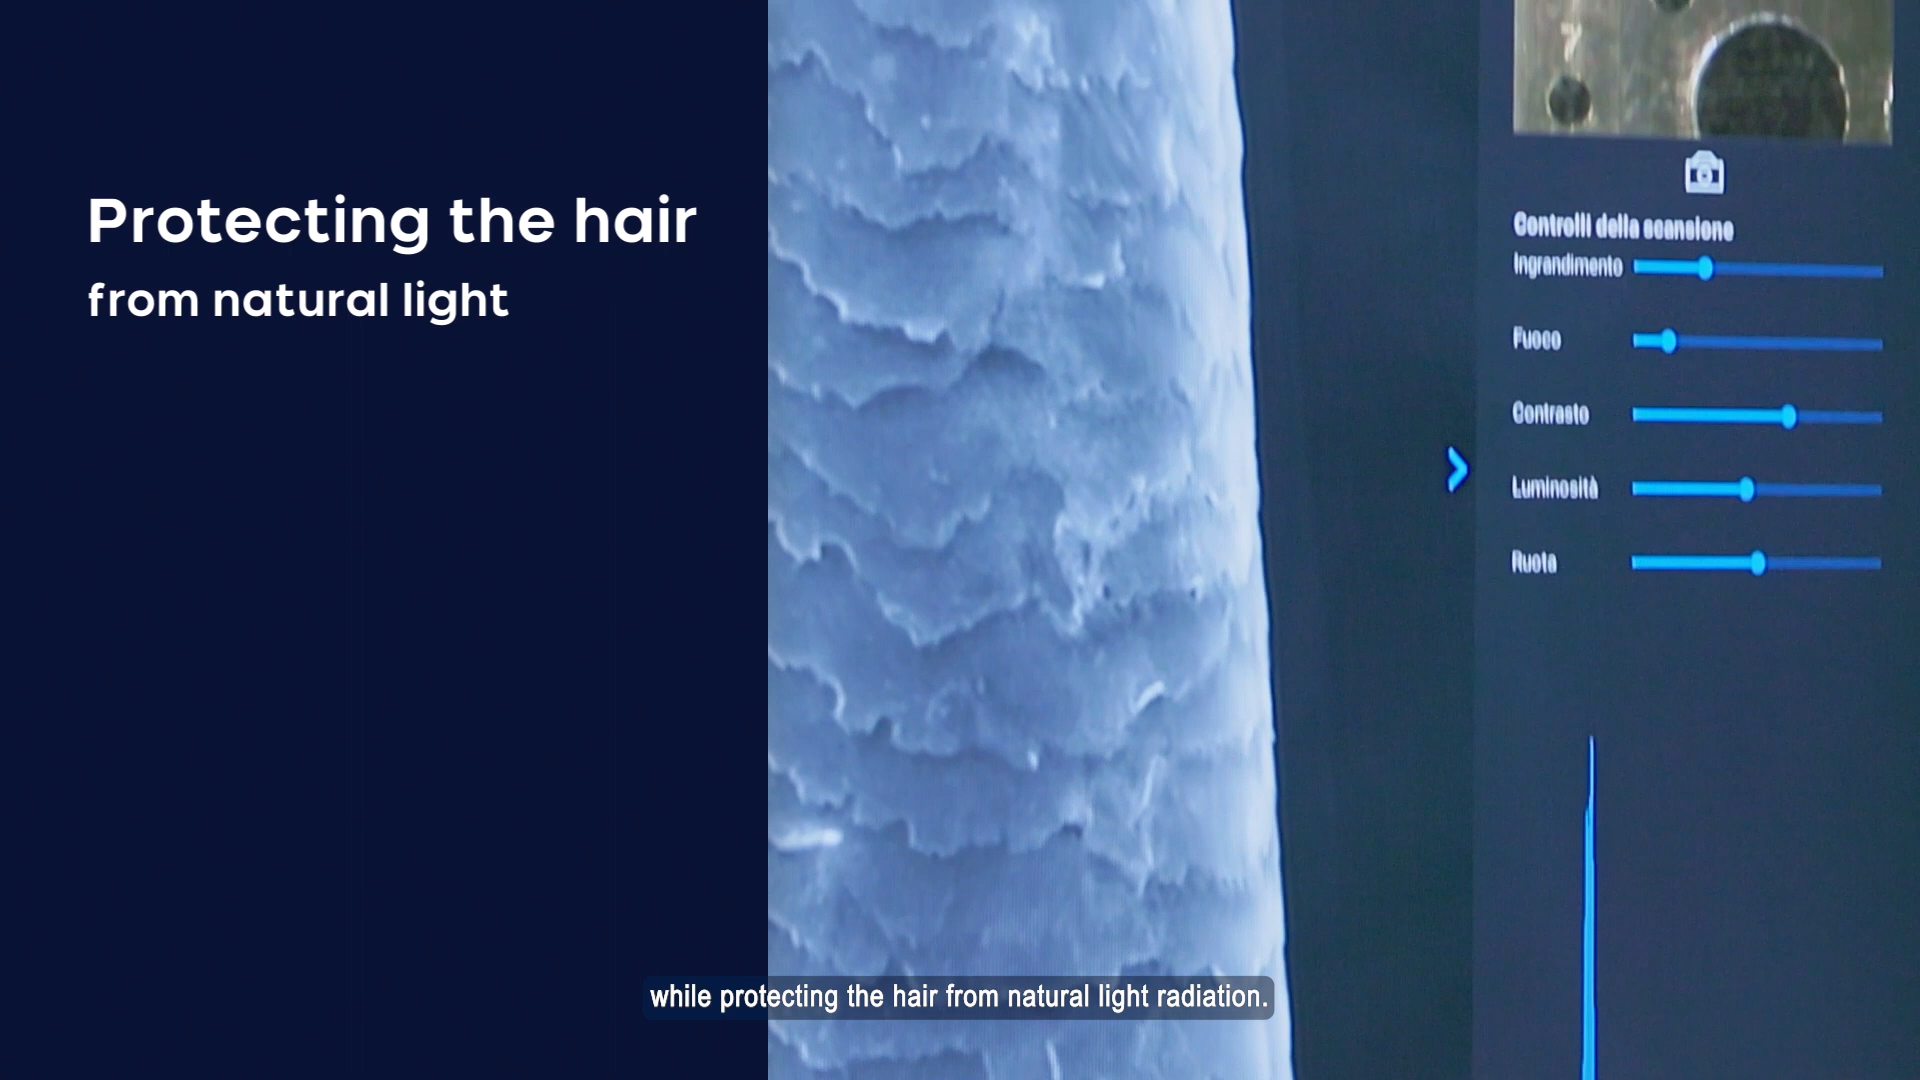 Protecting the hair
from natural light
7
Controlli della scansione
Ingrandimento
Fuoco
Contrasto
Luminosità
Ruota
while protecting the hair from natural light radiation.